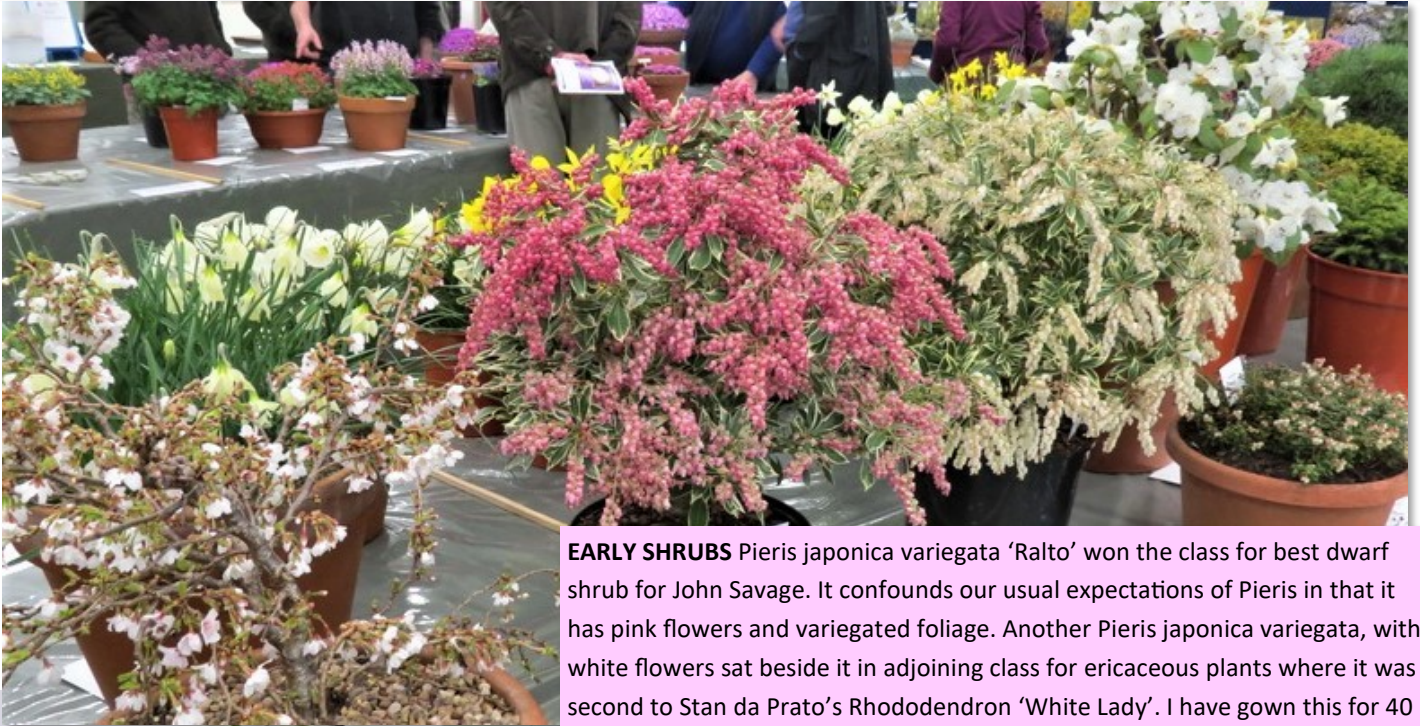 EARLY SHRUBS Pieris japonica variegata ‘Ralto’ won the class for best dwarf
shrub for John Savage. It confounds our usual expectations of Pieris in that it
has pink flowers and variegated foliage. Another Pieris japonica variegata, with
white flowers sat beside it in adjoining class for ericaceous plants where it was
second to Stan da Prato’s Rhododendron ‘White Lady’. I have gown this for 40